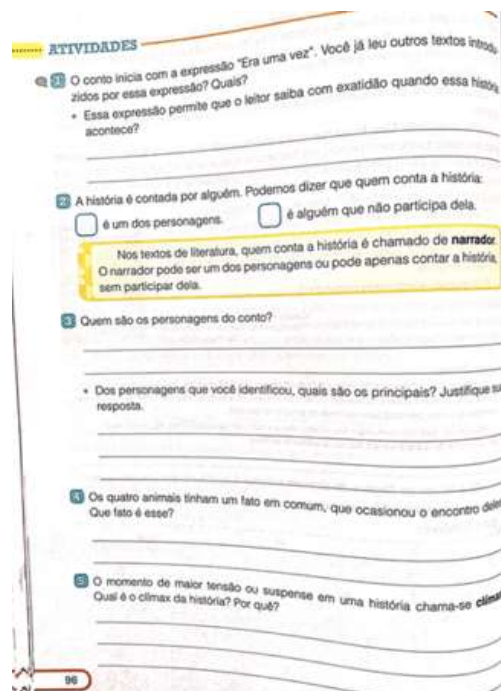 ATIVIDADES
1 O conto inicia com a expressão "Era uma vez". Você já leu outros textos introdu
zidos por essa expressão? Quais?
• Essa expressão permite que o leitor saiba com exatidão quando essa história
acontece?
2 A história é contada por alguém. Podemos dizer que quem conta a história:
é um dos personagens. é alguém que não participa dela.
Nos textos de literatura, quem conta a história é chamado de narrador.
O narrador pode ser um dos personagens ou pode apenas contar a história,
sem participar dela.
3 Quem são os personagens do conto?
• Dos personagens que você identificou, quais são os principais? Justifique su
resposta.
4 Os quatro animais tinham um fato em comum, que ocasionou o encontro deles
Que fato é esse?
5 O momento de maior tensão ou suspense em uma história chama-se clímax
Qual é o clímax da história? Por quê?
96